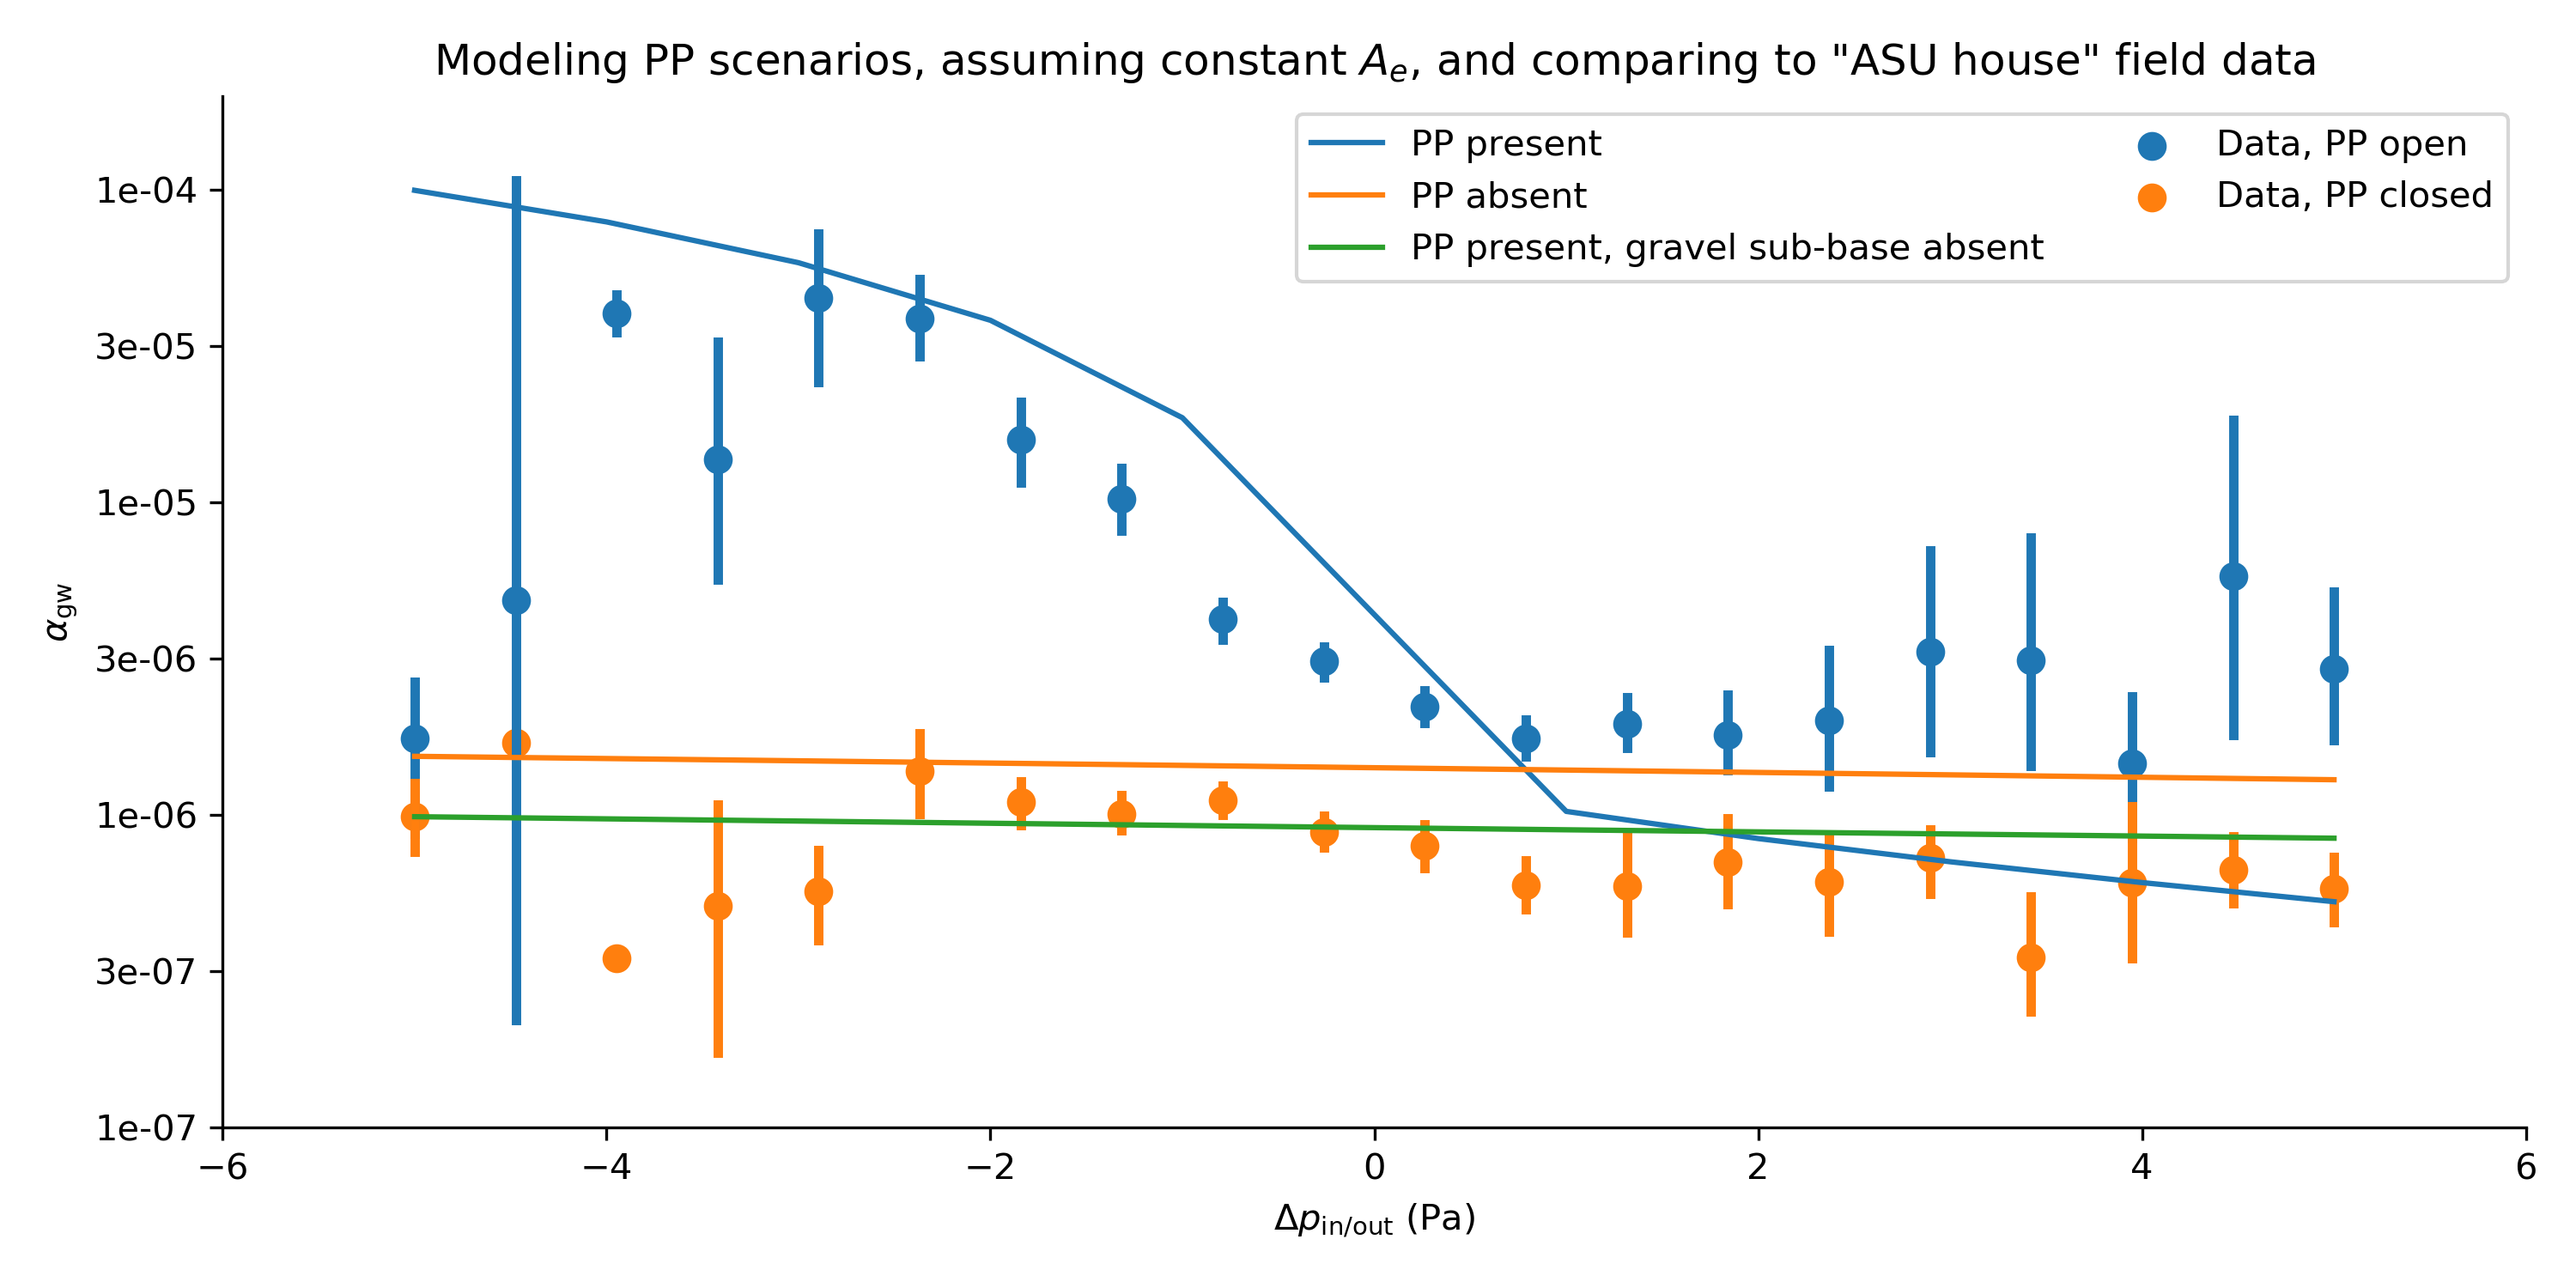 Modeling PP scenarios, assuming constant Aₑ, and comparing to "ASU house" field data
PP present
PP absent
PP present, gravel sub-base absent
Data, PP open
Data, PP closed
1e-04
3e-05
1e-05
3e-06
1e-06
3e-07
1e-07
α_gw
−6 −4 −2 0 2 4 6
Δp_in/out (Pa)